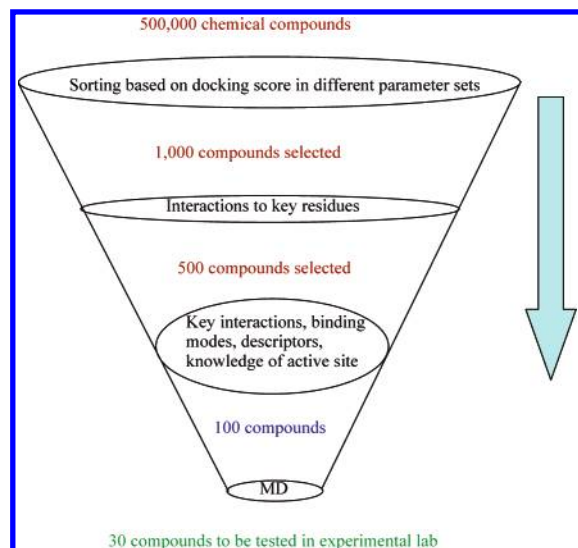 500,000 chemical compounds
Sorting based on docking score in different parameter sets
1,000 compounds selected
Interactions to key residues
500 compounds selected
Key interactions, binding
modes, descriptors,
knowledge of active site
100 compounds
MD
30 compounds to be tested in experimental lab